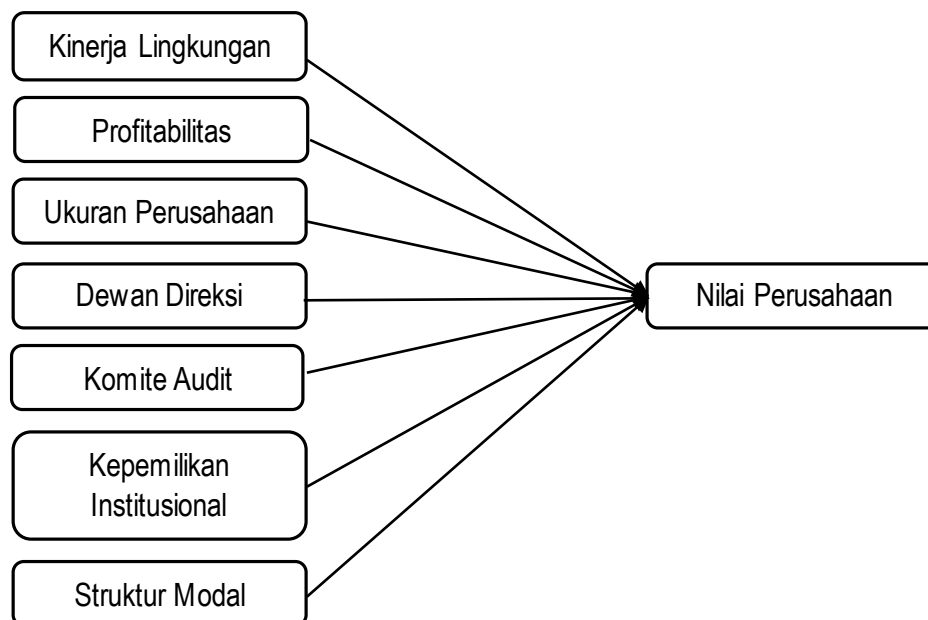 Kinerja Lingkungan
Profitabilitas
Ukuran Perusahaan
Dewan Direksi
Nilai Perusahaan
Komite Audit
Kepemilikan
Institusional
Struktur Modal